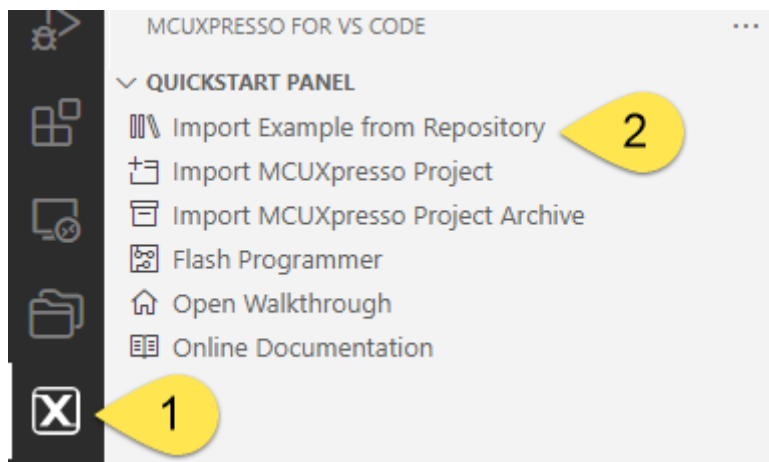 MCUXPRESSO FOR VS CODE
QUICKSTART PANEL
Import Example from Repository
2
Import MCUXpresso Project
Import MCUXpresso Project Archive
Flash Programmer
Open Walkthrough
Online Documentation
X
1